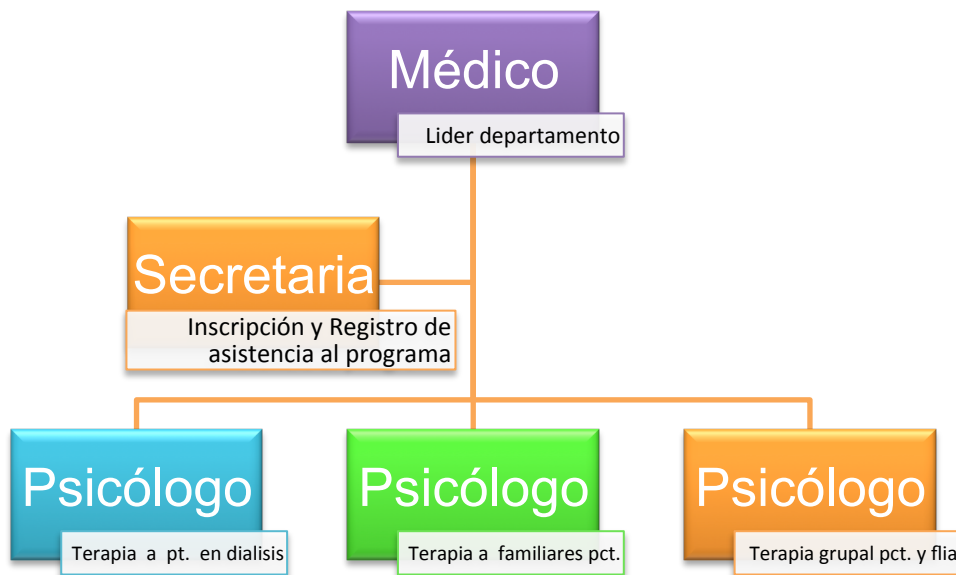 Médico
Lider departamento
Secretaria
Inscripción y Registro de
asistencia al programa
Psicólogo
Terapia a pt. en dialisis
Psicólogo
Terapia a familiares pct.
Psicólogo
Terapia grupal pct. y flia